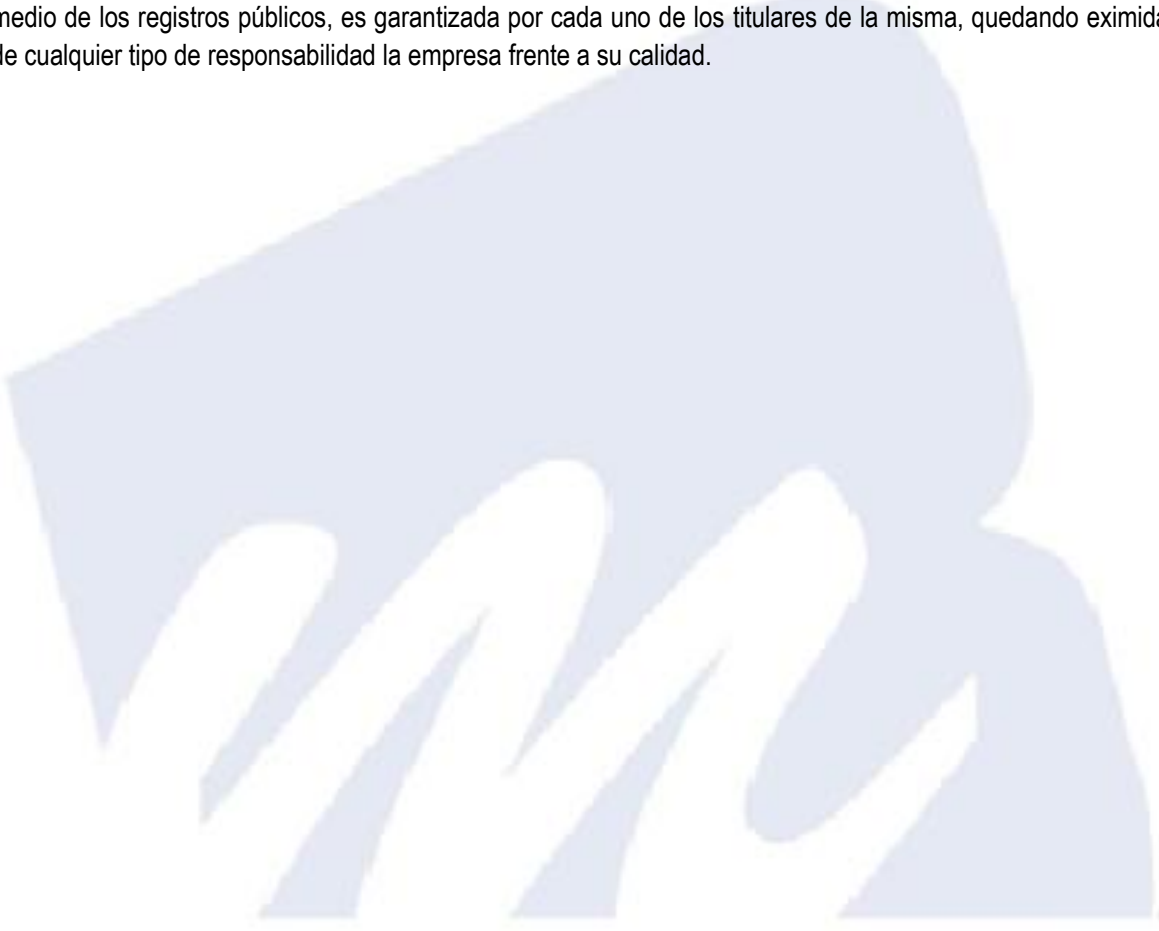 medio de los registros públicos, es garantizada por cada uno de los titulares de la misma, quedando eximida
de cualquier tipo de responsabilidad la empresa frente a su calidad.